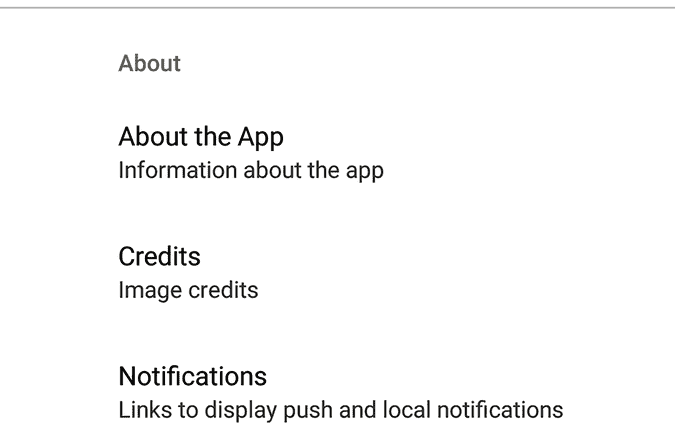 About
About the App
Information about the app
Credits
Image credits
Notifications
Links to display push and local notifications